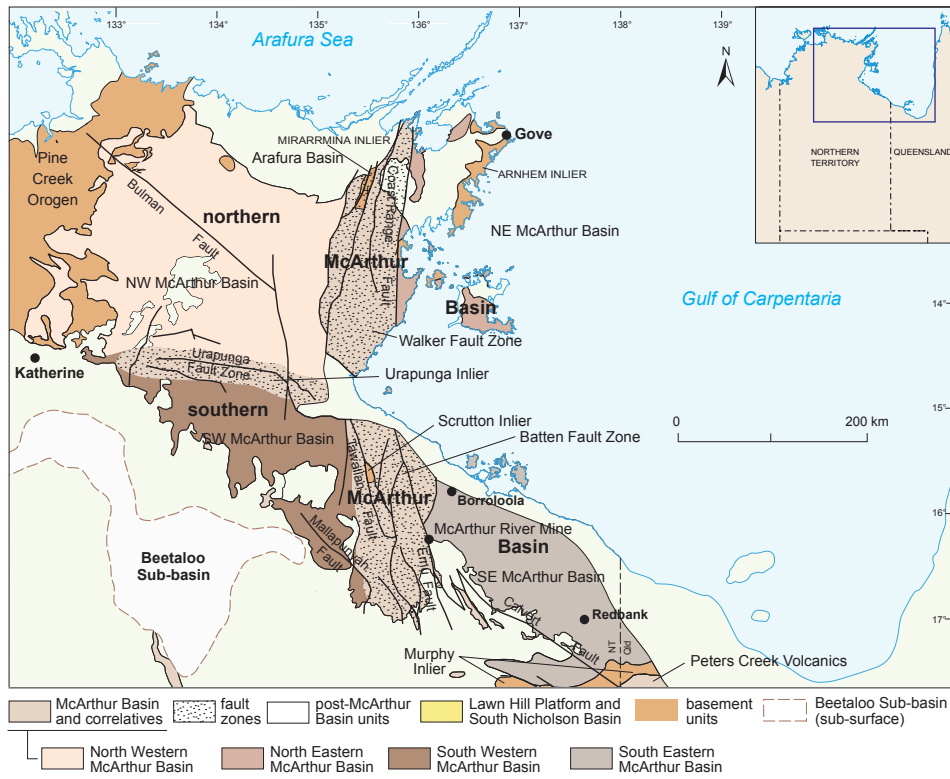 133°
134°
135°
136°
137°
138°
Arafura Sea
N
NORTHERN
TERRITORY
QUEENSLAND
MIRARRMINA INLIER
Arafura Basin
Gove
ARNHEM INLIER
Pine
Creek
Orogen
Bulman
Fault
northern
Coast Range
Fault
NE McArthur Basin
McArthur
NW McArthur Basin
Basin
Gulf of Carpentaria
14°
Walker Fault Zone
Katherine
Urapunga
Fault Zone
Urapunga Inlier
15°
southern
Scrutton Inlier
0
200 km
SW McArthur Basin
Batten Fault Zone
Tawallah
Fault
McArthur
Borroloola
16°
McArthur River Mine
Mallapunyah
Fault
Basin
Beetaloo
Sub-basin
Emu Fault
SE McArthur Basin
Calvert
Fault
Redbank
17°
NT
Qld
Murphy
Inlier
Peters Creek Volcanics
McArthur Basin
and correlatives
fault
zones
post-McArthur
Basin units
Lawn Hill Platform and
South Nicholson Basin
basement
units
Beetaloo Sub-basin
(sub-surface)
North Western
McArthur Basin
North Eastern
McArthur Basin
South Western
McArthur Basin
South Eastern
McArthur Basin